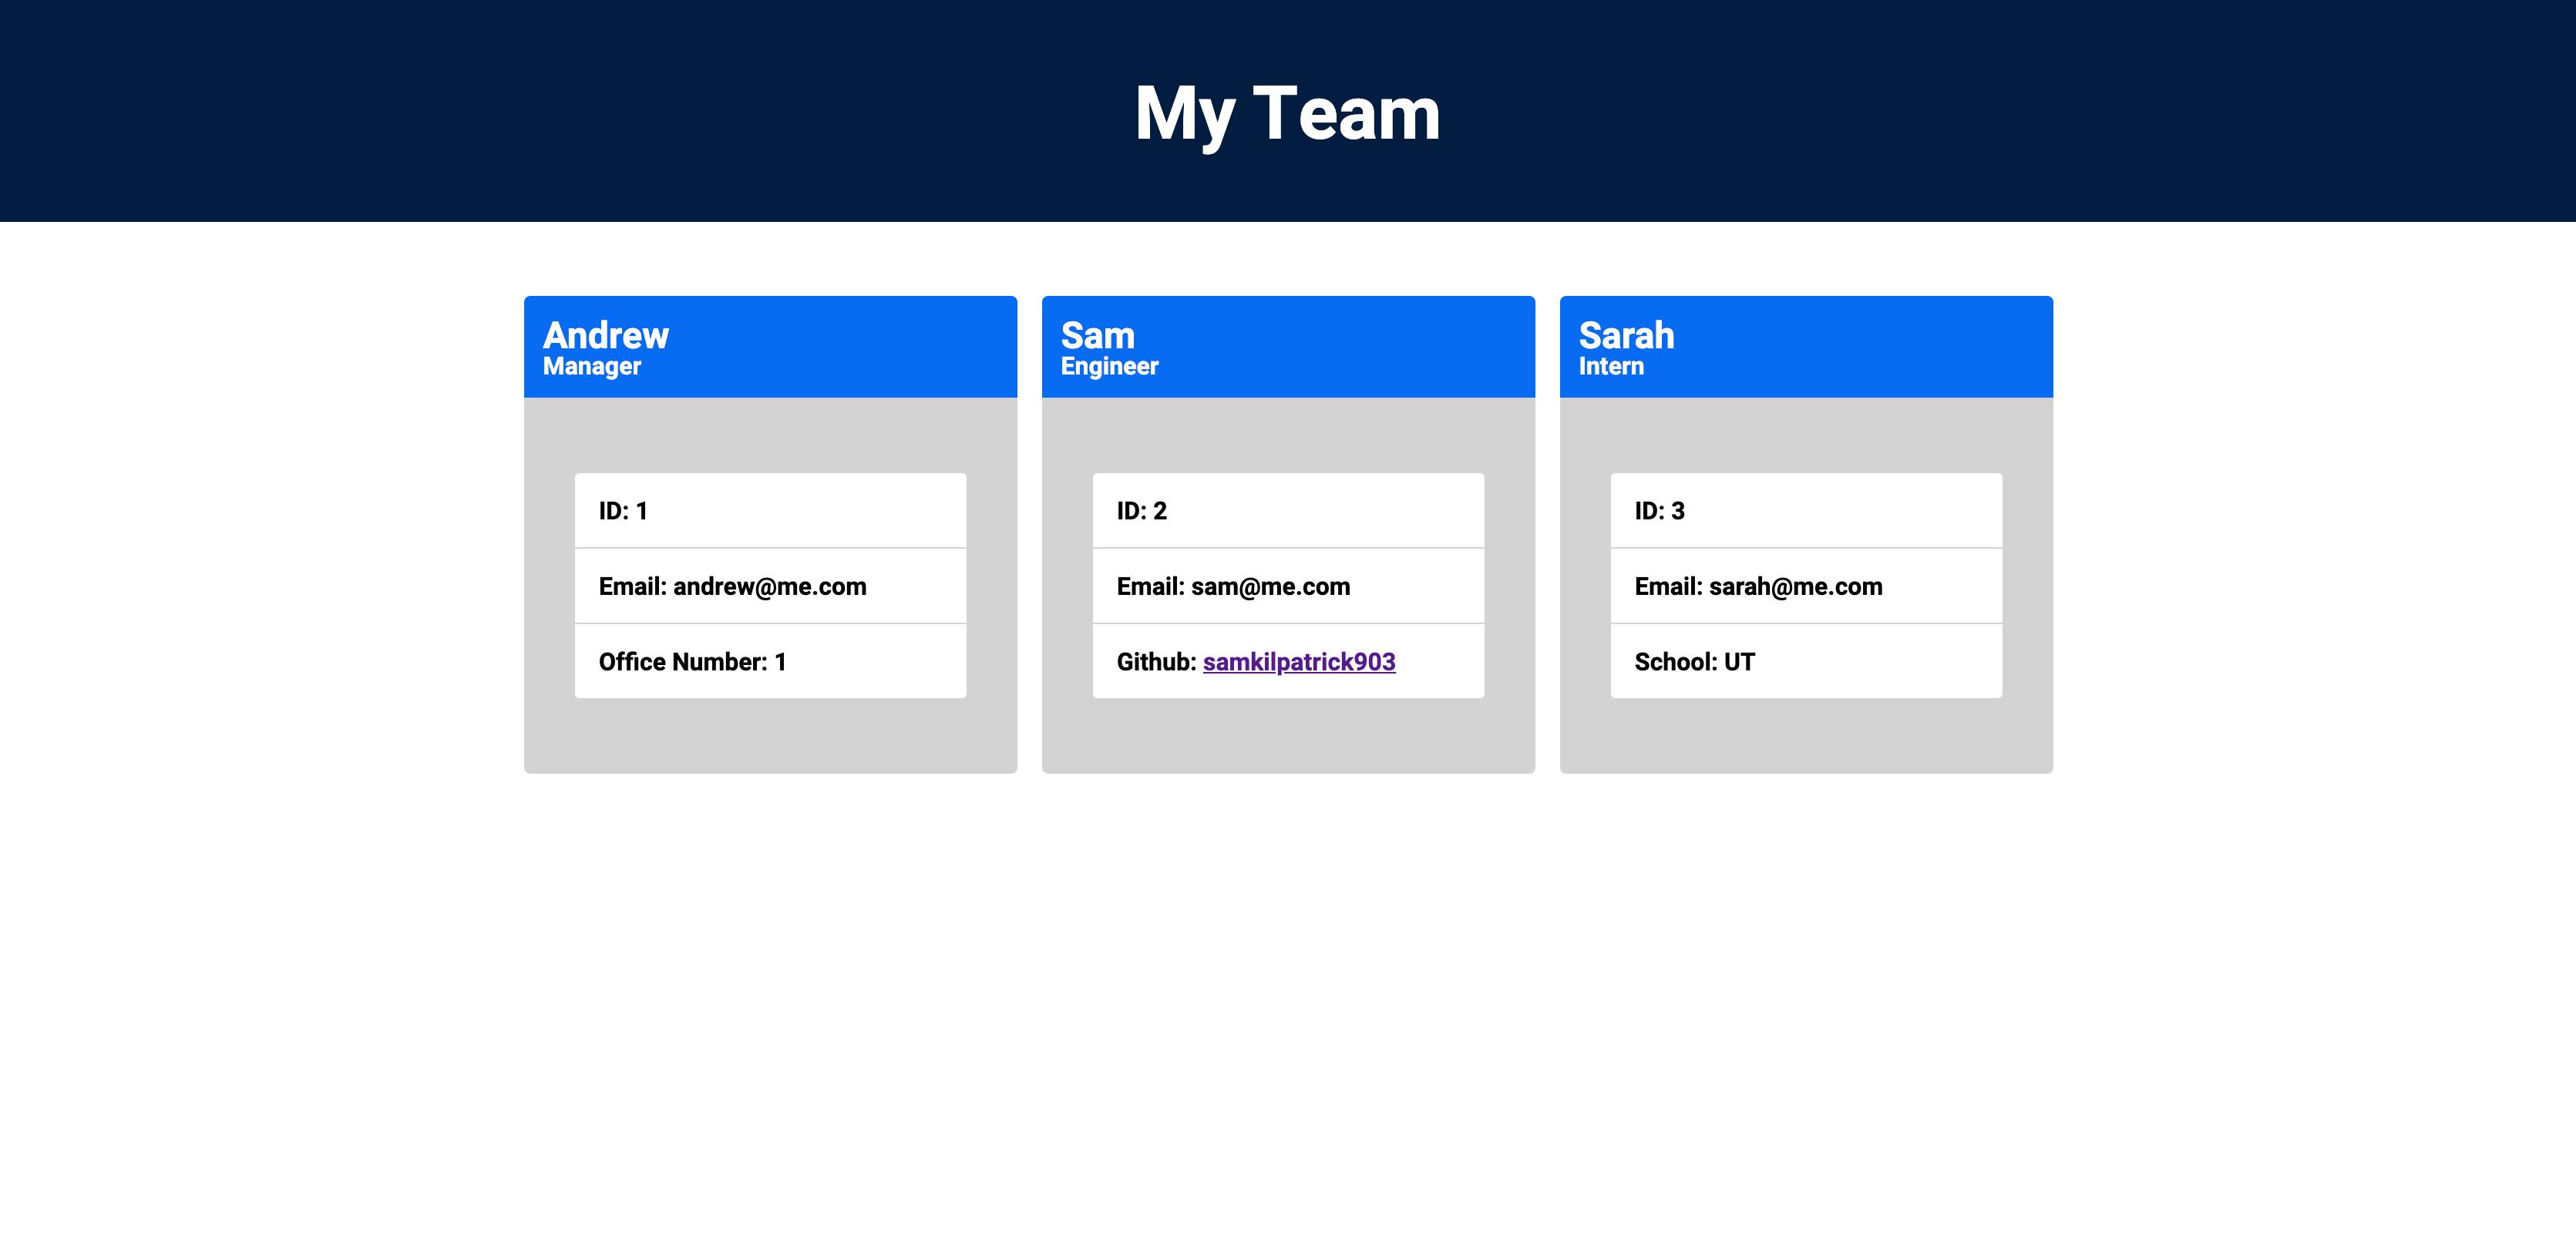 My Team
Andrew
Manager
ID: 1
Email: andrew@me.com
Office Number: 1
Sam
Engineer
ID: 2
Email: sam@me.com
Github: samkilpatrick903
Sarah
Intern
ID: 3
Email: sarah@me.com
School: UT